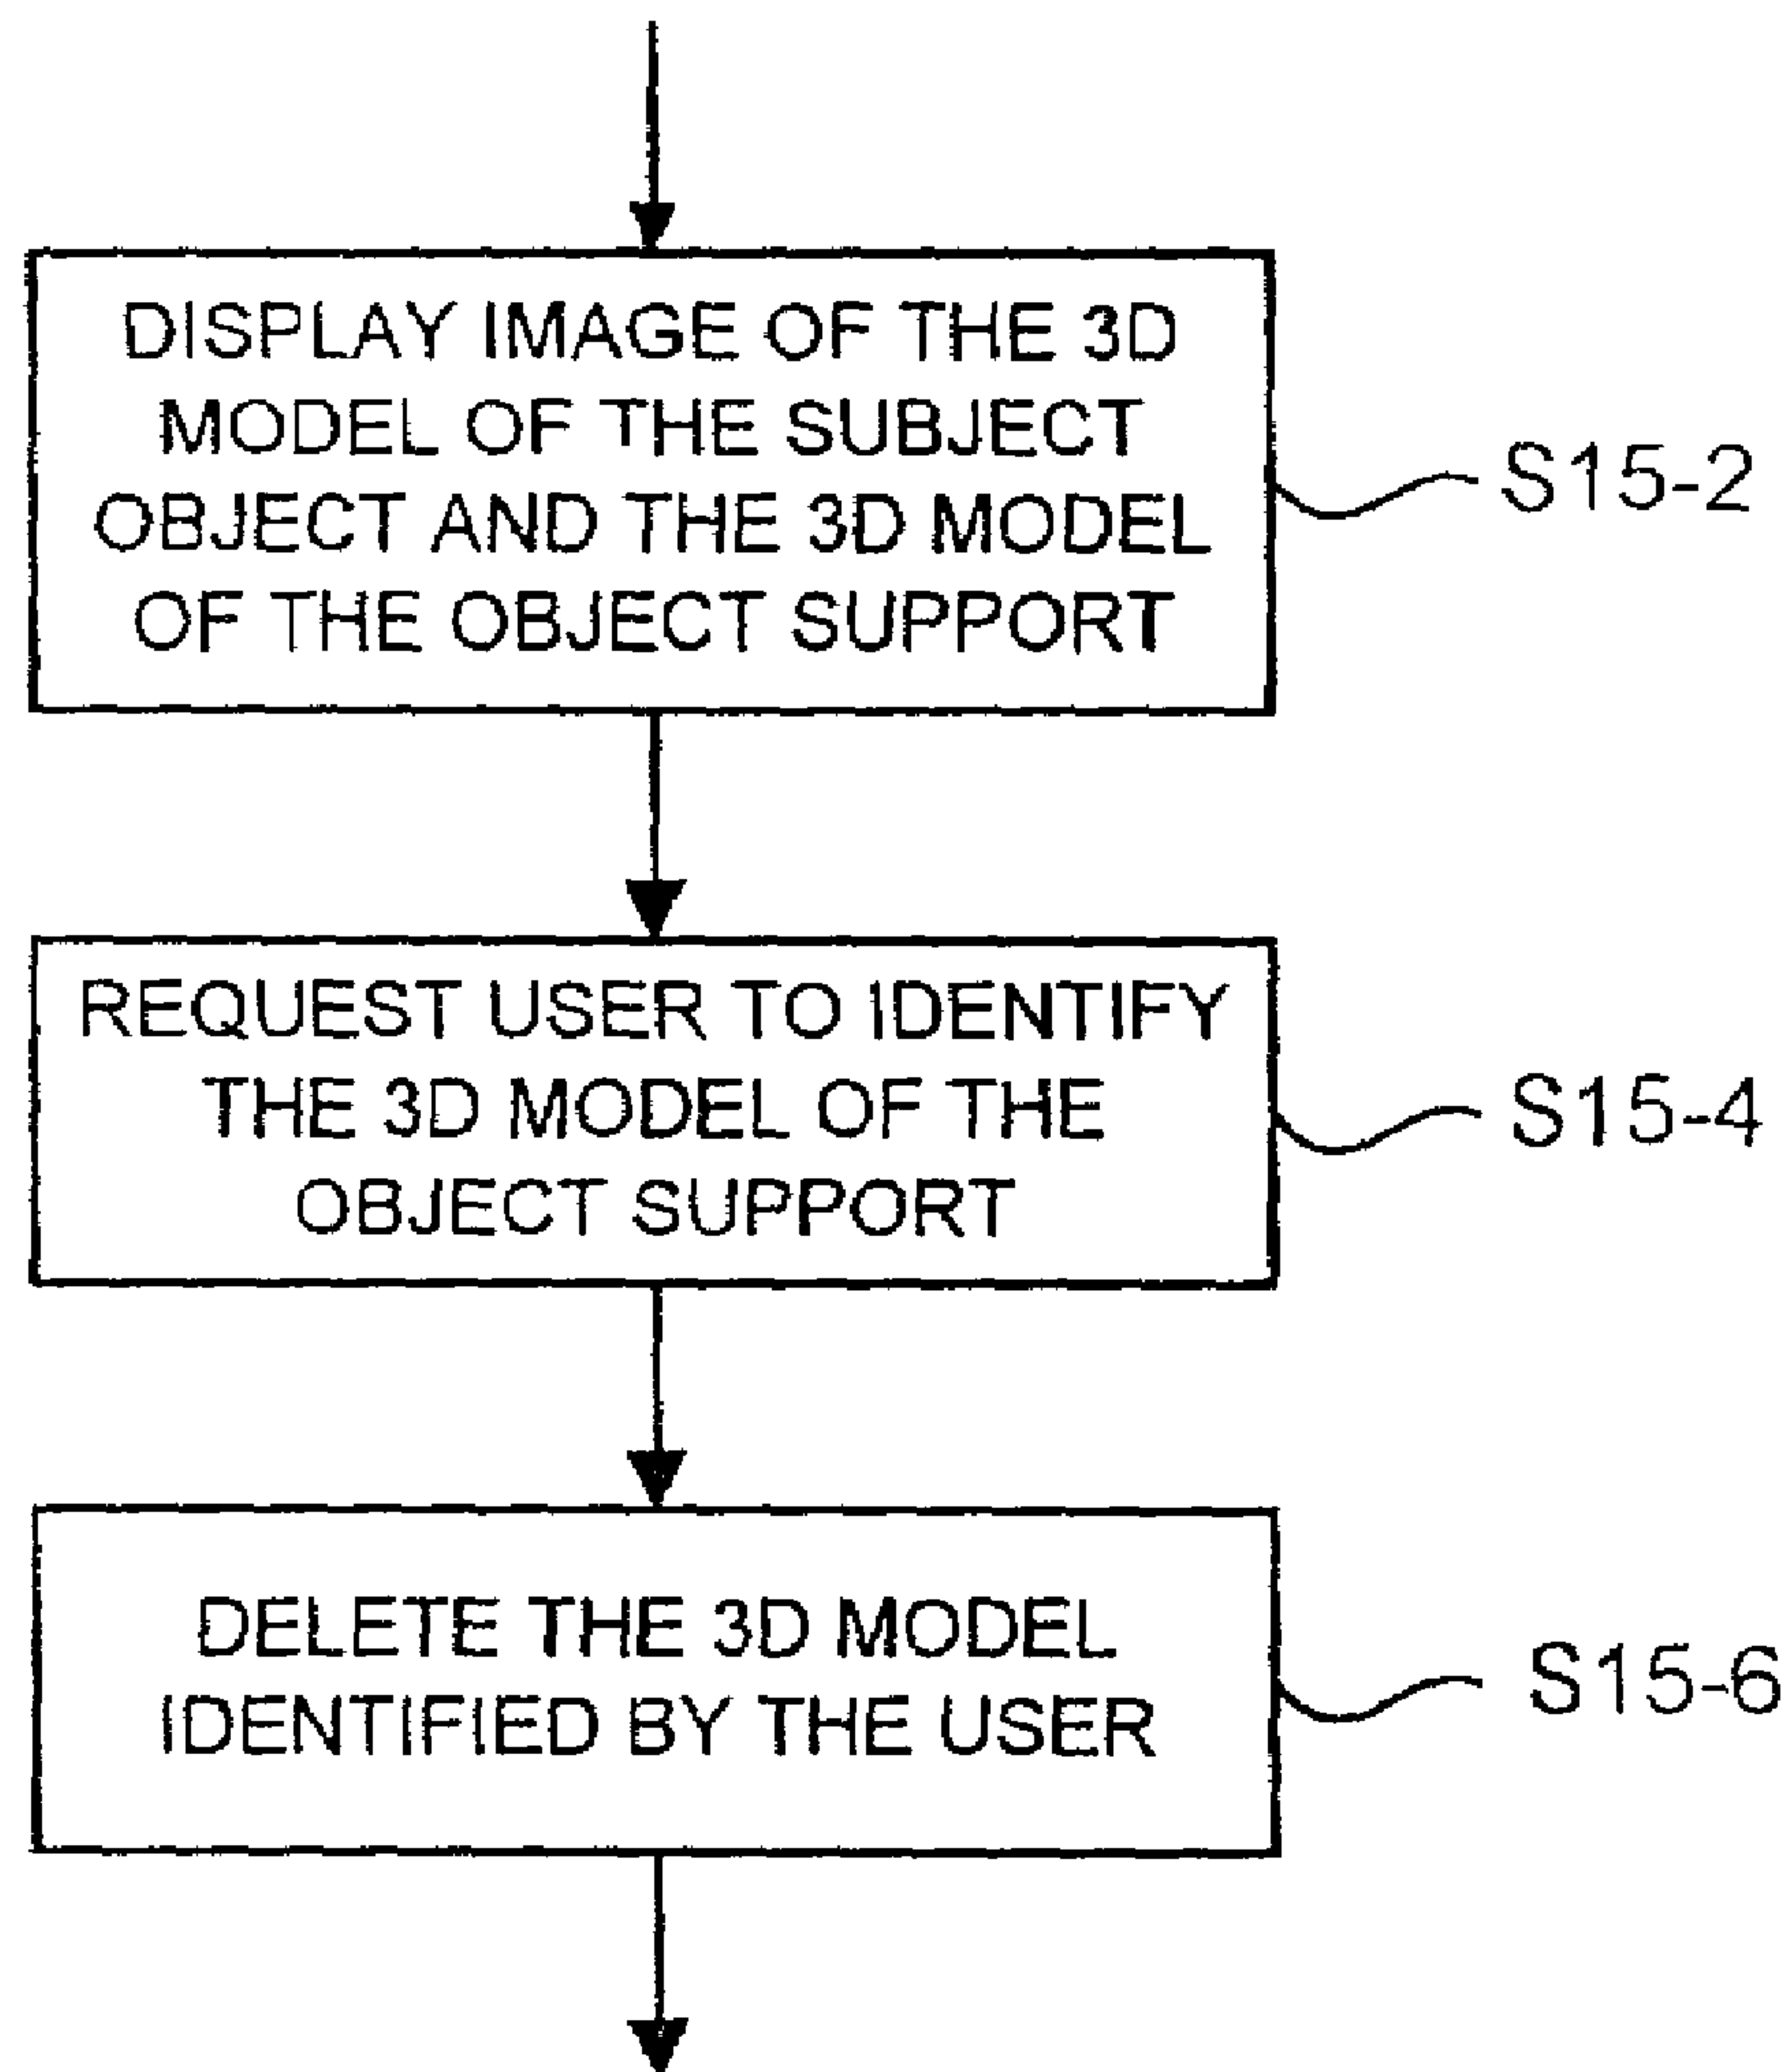 DISPLAY IMAGE OF THE 3D
MODEL OF THE SUBJECT
OBJECT AND THE 3D MODEL
OF THE OBJECT SUPPORT
S15-2
REQUEST USER TO IDENTIFY
THE 3D MODEL OF THE
OBJECT SUPPORT
S15-4
DELETE THE 3D MODEL
IDENTIFIED BY THE USER
S15-6